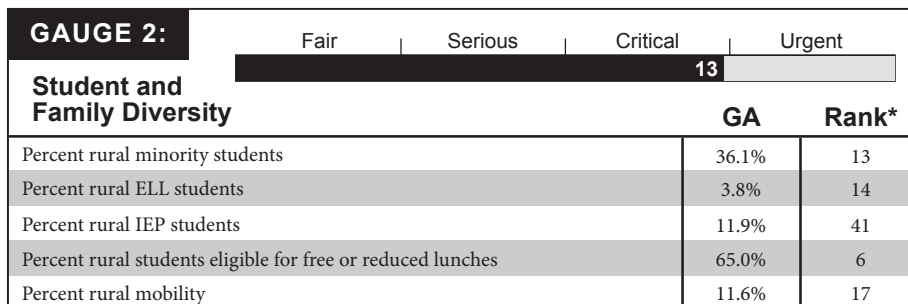 GAUGE 2:
Fair Serious Critical Urgent
13
Student and
Family Diversity
GA Rank*
Percent rural minority students 36.1% 13
Percent rural ELL students 3.8% 14
Percent rural IEP students 11.9% 41
Percent rural students eligible for free or reduced lunches 65.0% 6
Percent rural mobility 11.6% 17